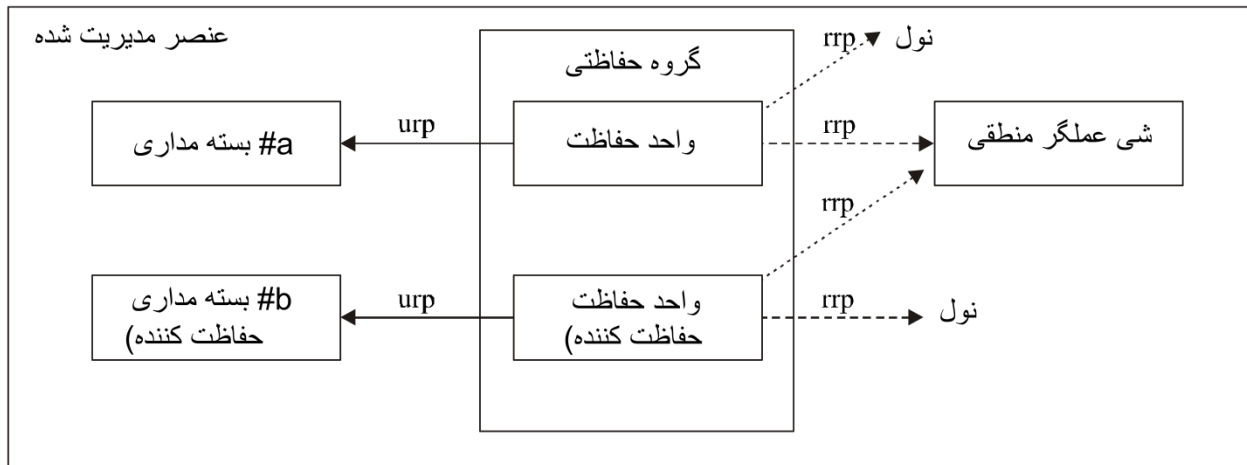 عنصر مدیریت شده
نول
rrp
گروه حفاظتی
شی عملگر منطقی
rrp
واحد حفاظت
urp
بسته مداری #a
rrp
نول
rrp
واحد حفاظت
حفاظت کننده)
urp
بسته مداری #b
حفاظت کننده)